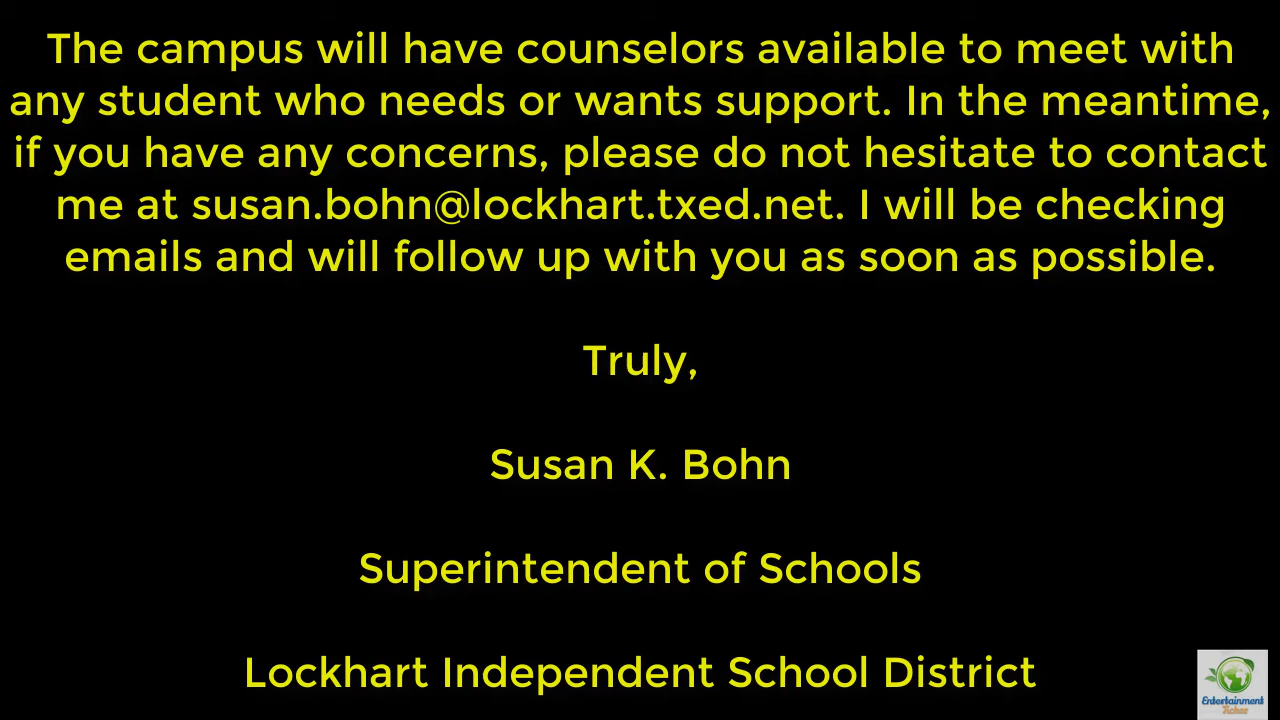 The campus will have counselors available to meet with
any student who needs or wants support. In the meantime,
if you have any concerns, please do not hesitate to contact
me at susan.bohn@lockhart.txed.net. I will be checking
emails and will follow up with you as soon as possible.
Truly,
Susan K. Bohn
Superintendent of Schools
Lockhart Independent School District
Entertainment